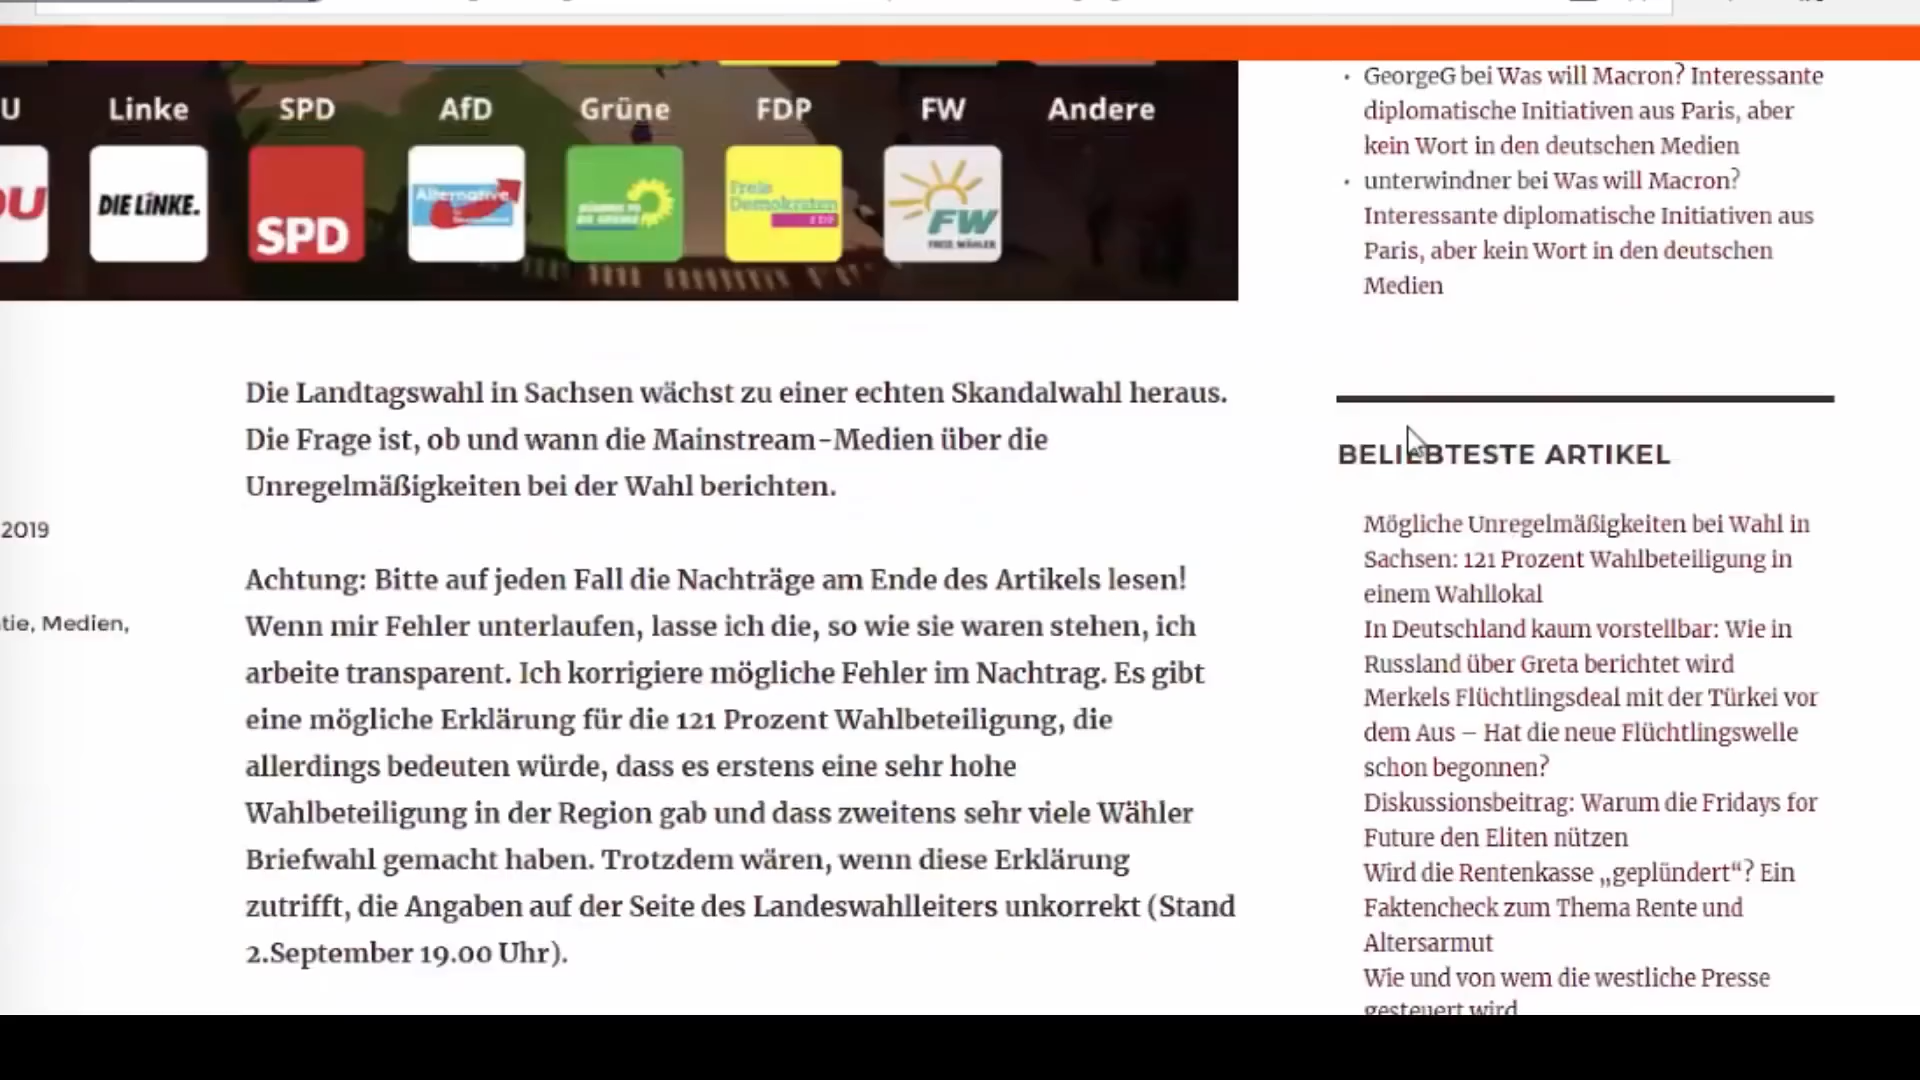 U Linke SPD AfD Grüne FDP FW Andere
DU DIE LiNKE. SPD Alternative Freie
Demokraten
FDP
FW
FREIE WÄHLER
Die Landtagswahl in Sachsen wächst zu einer echten Skandalwahl heraus.
Die Frage ist, ob und wann die Mainstream-Medien über die
Unregelmäßigkeiten bei der Wahl berichten.
2019
Achtung: Bitte auf jeden Fall die Nachträge am Ende des Artikels lesen!
Wenn mir Fehler unterlaufen, lasse ich die, so wie sie waren stehen, ich
tie, Medien,
arbeite transparent. Ich korrigiere mögliche Fehler im Nachtrag. Es gibt
eine mögliche Erklärung für die 121 Prozent Wahlbeteiligung, die
allerdings bedeuten würde, dass es erstens eine sehr hohe
Wahlbeteiligung in der Region gab und dass zweitens sehr viele Wähler
Briefwahl gemacht haben. Trotzdem wären, wenn diese Erklärung
zutrifft, die Angaben auf der Seite des Landeswahlleiters unkorrekt (Stand
2.September 19.00 Uhr).
• GeorgeG bei Was will Macron? Interessante
diplomatische Initiativen aus Paris, aber
kein Wort in den deutschen Medien
• unterwindner bei Was will Macron?
Interessante diplomatische Initiativen aus
Paris, aber kein Wort in den deutschen
Medien
BELIEBTESTE ARTIKEL
Mögliche Unregelmäßigkeiten bei Wahl in
Sachsen: 121 Prozent Wahlbeteiligung in
einem Wahllokal
In Deutschland kaum vorstellbar: Wie in
Russland über Greta berichtet wird
Merkels Flüchtlingsdeal mit der Türkei vor
dem Aus – Hat die neue Flüchtlingswelle
schon begonnen?
Diskussionsbeitrag: Warum die Fridays for
Future den Eliten nützen
Wird die Rentenkasse „geplündert“? Ein
Faktencheck zum Thema Rente und
Altersarmut
Wie und von wem die westliche Presse
gesteuert wird